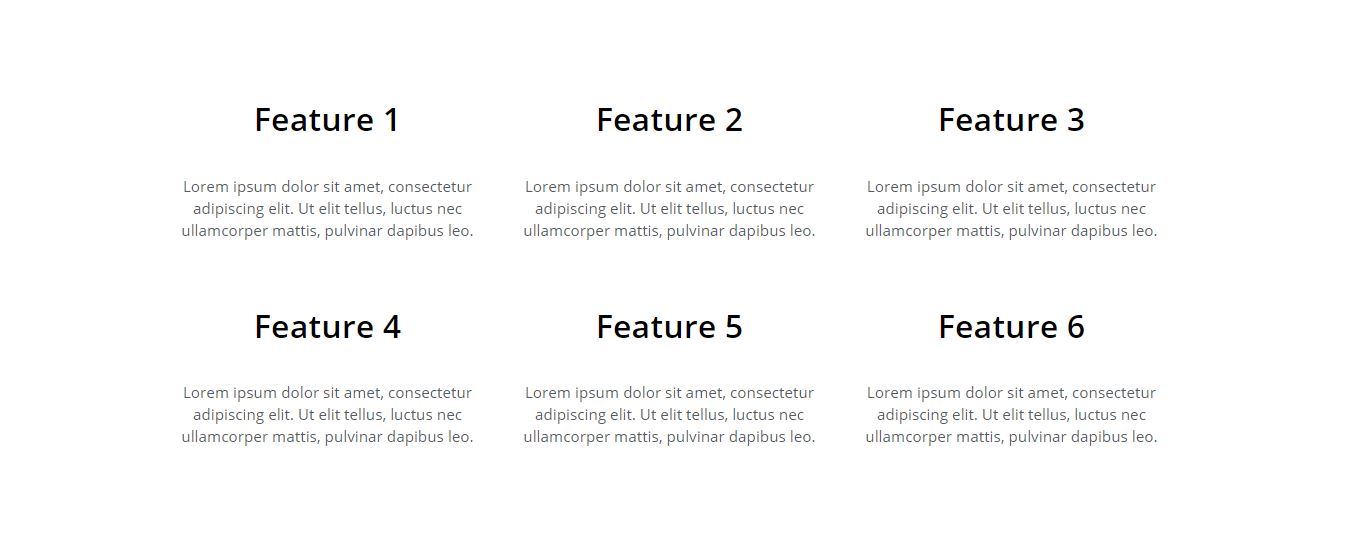 Feature 1
Lorem ipsum dolor sit amet, consectetur
adipiscing elit. Ut elit tellus, luctus nec
ullamcorper mattis, pulvinar dapibus leo.
Feature 2
Lorem ipsum dolor sit amet, consectetur
adipiscing elit. Ut elit tellus, luctus nec
ullamcorper mattis, pulvinar dapibus leo.
Feature 3
Lorem ipsum dolor sit amet, consectetur
adipiscing elit. Ut elit tellus, luctus nec
ullamcorper mattis, pulvinar dapibus leo.
Feature 4
Lorem ipsum dolor sit amet, consectetur
adipiscing elit. Ut elit tellus, luctus nec
ullamcorper mattis, pulvinar dapibus leo.
Feature 5
Lorem ipsum dolor sit amet, consectetur
adipiscing elit. Ut elit tellus, luctus nec
ullamcorper mattis, pulvinar dapibus leo.
Feature 6
Lorem ipsum dolor sit amet, consectetur
adipiscing elit. Ut elit tellus, luctus nec
ullamcorper mattis, pulvinar dapibus leo.